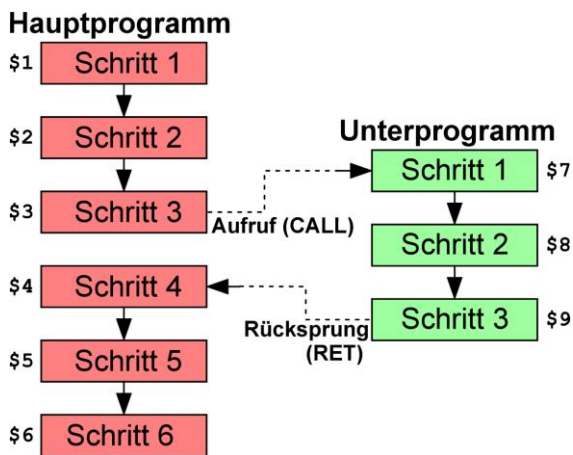 Hauptprogramm
$1 Schritt 1
$2 Schritt 2
$3 Schritt 3
Aufruf (CALL)
$4 Schritt 4
$5 Schritt 5
$6 Schritt 6
Unterprogramm
Schritt 1 $7
Schritt 2 $8
Schritt 3 $9
Rücksprung
(RET)